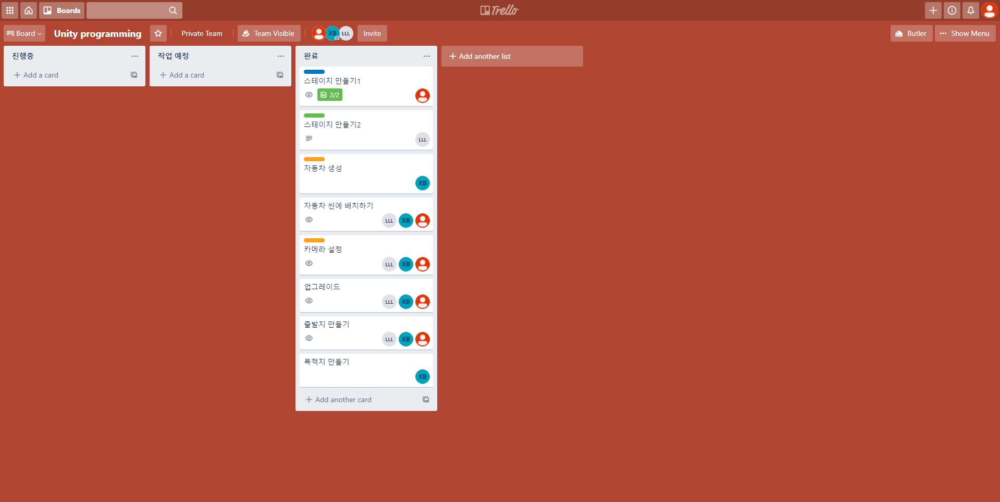 Boards
Trello
Board
Unity programming
Private Team
Team Visible
XB
LLL
Invite
Butler
Show Menu
진행중
Add a card
작업 예정
Add a card
완료
스테이지 만들기1
2/2
스테이지 만들기2
LLL
자동차 생성
XB
자동차 씬에 배치하기
LLL XB
카메라 설정
LLL XB
업그레이드
LLL XB
출발지 만들기
LLL XB
목적지 만들기
XB
Add another card
Add another list